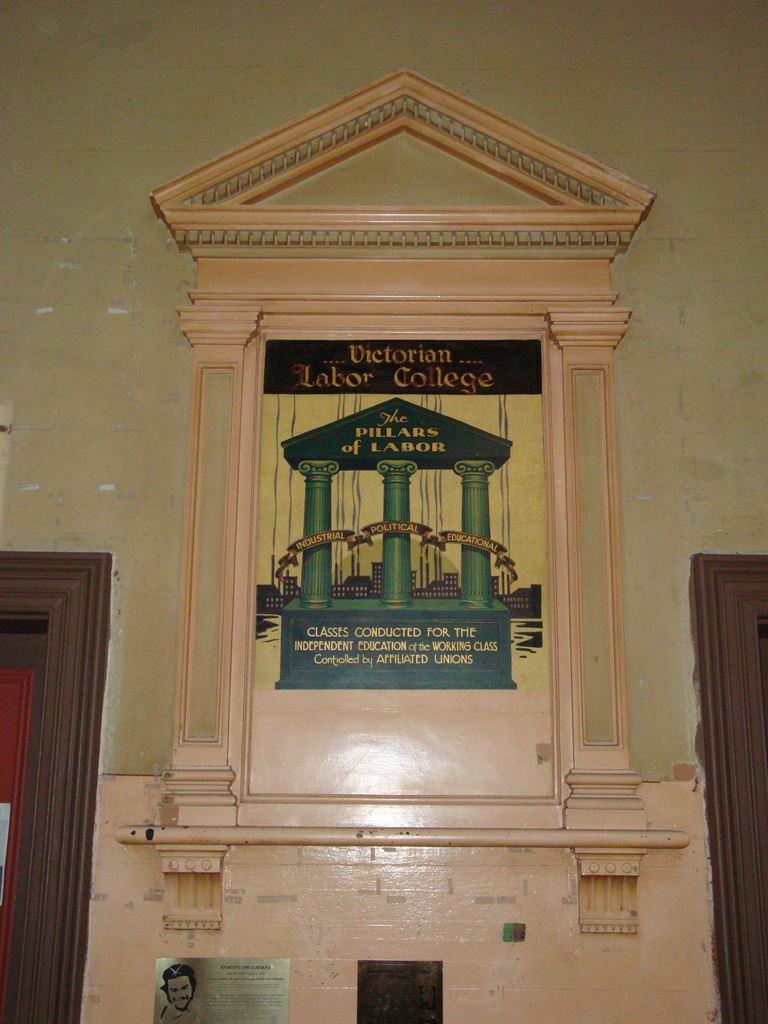 .... Victorian ....
Labor College
The
PILLARS
of LABOR
INDUSTRIAL POLITICAL EDUCATIONAL
CLASSES CONDUCTED FOR THE
INDEPENDENT EDUCATION of the WORKING CLASS
Controlled by AFFILIATED UNIONS
ERNESTO CHE GUEVARA